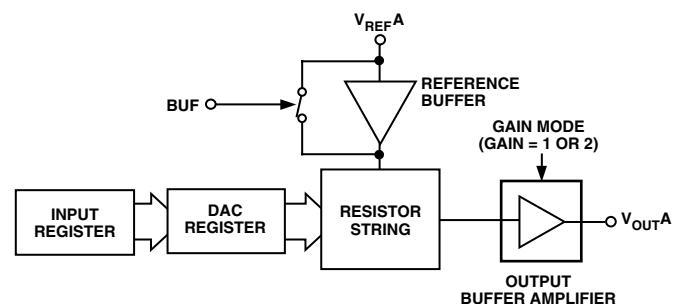 VREFA
REFERENCE
BUFFER
BUF
GAIN MODE
(GAIN = 1 OR 2)
INPUT
REGISTER
DAC
REGISTER
RESISTOR
STRING
VOUTA
OUTPUT
BUFFER AMPLIFIER